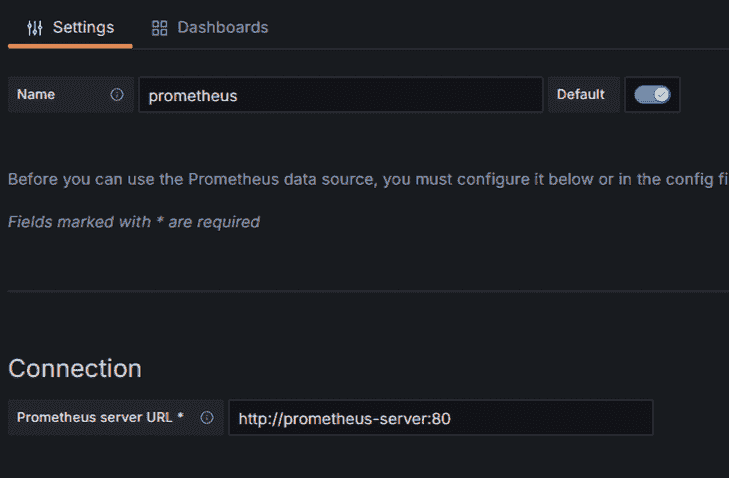 Settings Dashboards
Name prometheus Default
Before you can use the Prometheus data source, you must configure it below or in the config fi
Fields marked with * are required
Connection
Prometheus server URL * http://prometheus-server:80